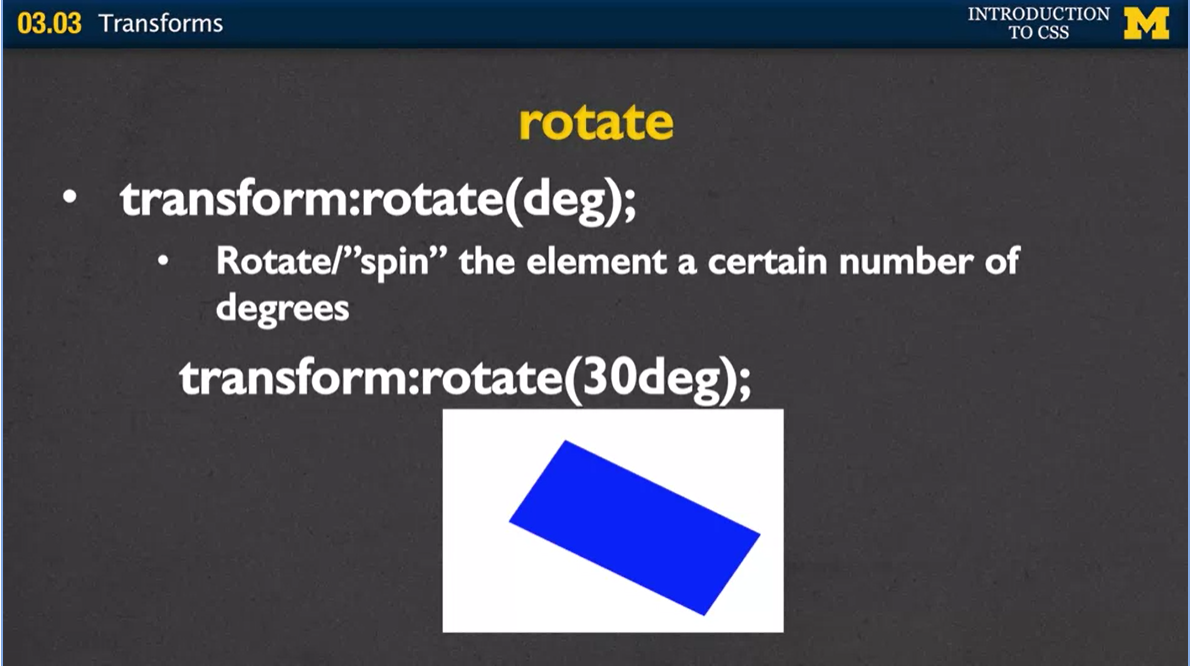 03.03 Transforms
INTRODUCTION
TO CSS
M
rotate
• transform:rotate(deg);
• Rotate/”spin” the element a certain number of
degrees
transform:rotate(30deg);